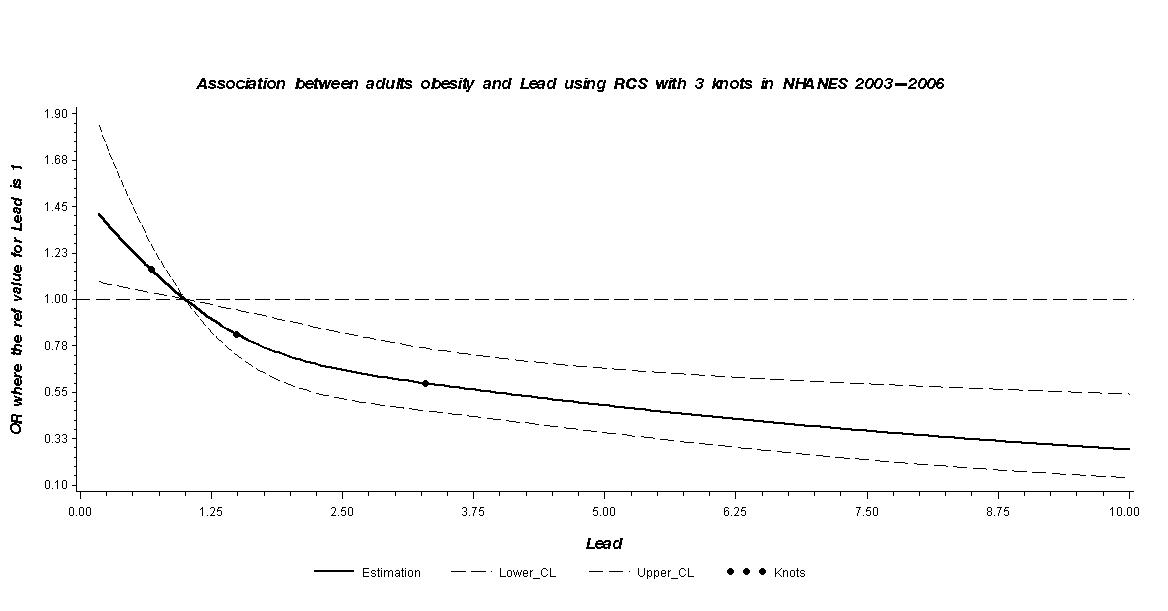 Association between adults obesity and Lead using RCS with 3 knots in NHANES 2003—2006
OR where the ref value for Lead is 1
1.90
1.68
1.45
1.23
1.00
0.78
0.55
0.33
0.10
0.00 1.25 2.50 3.75 5.00 6.25 7.50 8.75 10.00
Lead
Estimation Lower_CL Upper_CL Knots